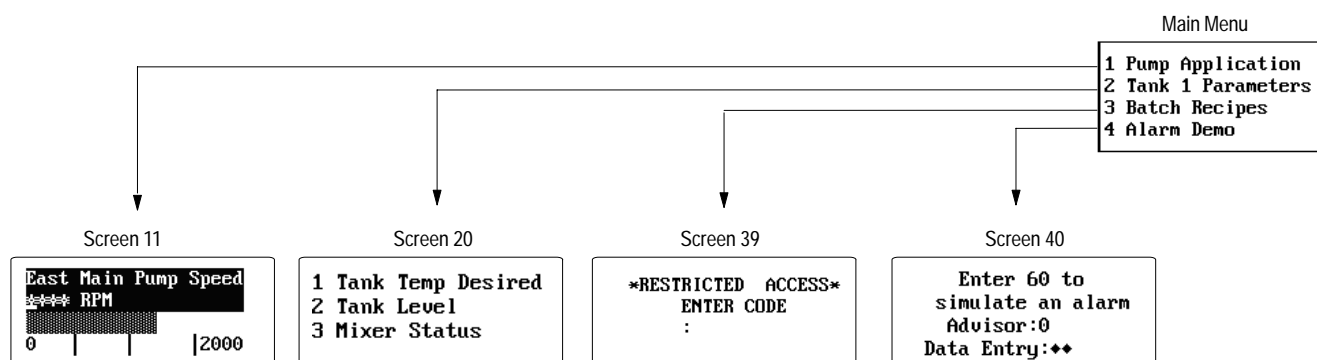 Main Menu
1 Pump Application
2 Tank 1 Parameters
3 Batch Recipes
4 Alarm Demo
Screen 11
East Main Pump Speed
**** RPM
0 | | |2000
Screen 20
1 Tank Temp Desired
2 Tank Level
3 Mixer Status
Screen 39
*RESTRICTED ACCESS*
ENTER CODE
:
Screen 40
Enter 60 to
simulate an alarm
Advisor:0
Data Entry:♦♦